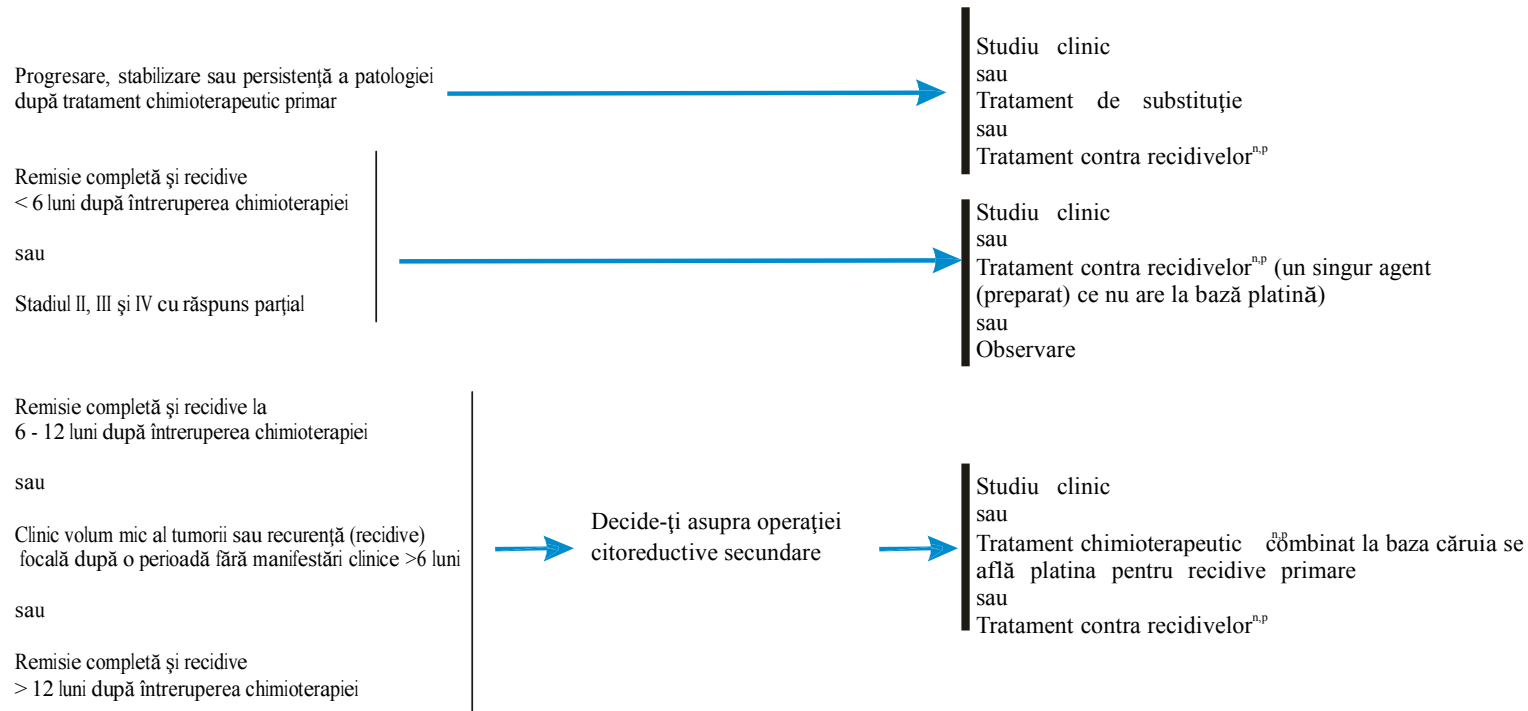 Progresare, stabilizare sau persistenţă a patologiei
după tratament chimioterapeutic primar
Studiu clinic
sau
Tratament de substituţie
sau
Tratament contra recidivelor n,p
Remisie completă şi recidive
< 6 luni după întreruperea chimioterapiei
sau
Stadiul II, III şi IV cu răspuns parţial
Studiu clinic
sau
Tratament contra recidivelor n,p (un singur agent
(preparat) ce nu are la bază platină)
sau
Observare
Remisie completă şi recidive la
6 - 12 luni după întreruperea chimioterapiei
sau
Clinic volum mic al tumorii sau recurenţă (recidive)
focală după o perioadă fără manifestări clinice >6 luni
sau
Remisie completă şi recidive
> 12 luni după întreruperea chimioterapiei
Decide-ţi asupra operaţiei
citoreductive secundare
Studiu clinic
sau
Tratament chimioterapeutic n,p combinat la baza căruia se
află platina pentru recidive primare
sau
Tratament contra recidivelor n,p